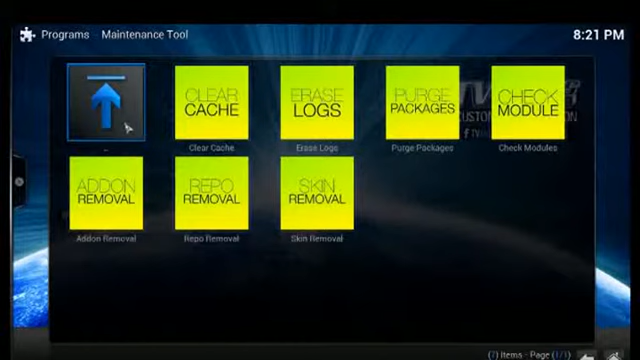 Programs Maintenance Tool 8:21 PM
CLEAR CACHE
ERASE LOGS
PURGE PACKAGES
CHECK MODULE
Clear Cache
Erase Logs
Purge Packages
Check Modules
ADDON REMOVAL
REPO REMOVAL
SKIN REMOVAL
Addon Removal
Repo Removal
Skin Removal
(7) Items - Page (1/1)